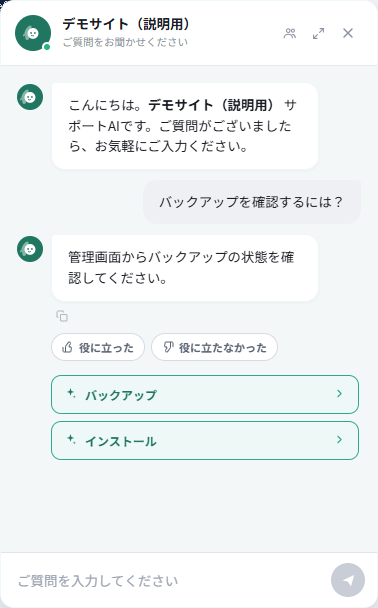 デモサイト（説明用）
ご質問をお聞かせください
こんにちは。デモサイト（説明用） サ
ポートAIです。ご質問がございました
ら、お気軽にご入力ください。
バックアップを確認するには？
管理画面からバックアップの状態を確
認してください。
役に立った
役に立たなかった
バックアップ
インストール
ご質問を入力してください